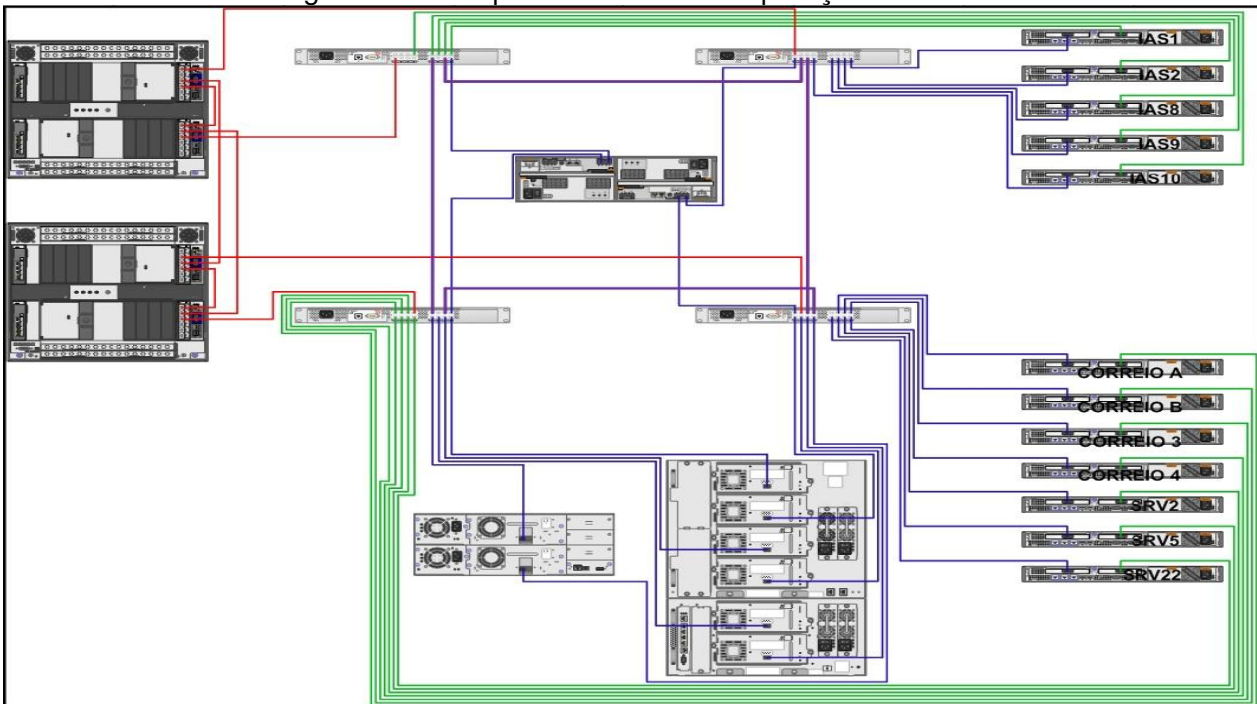 IAS1
IAS2
IAS8
IAS9
IAS10
CORREIO A
CORREIO B
CORREIO 3
CORREIO 4
SRV2
SRV5
SRV22